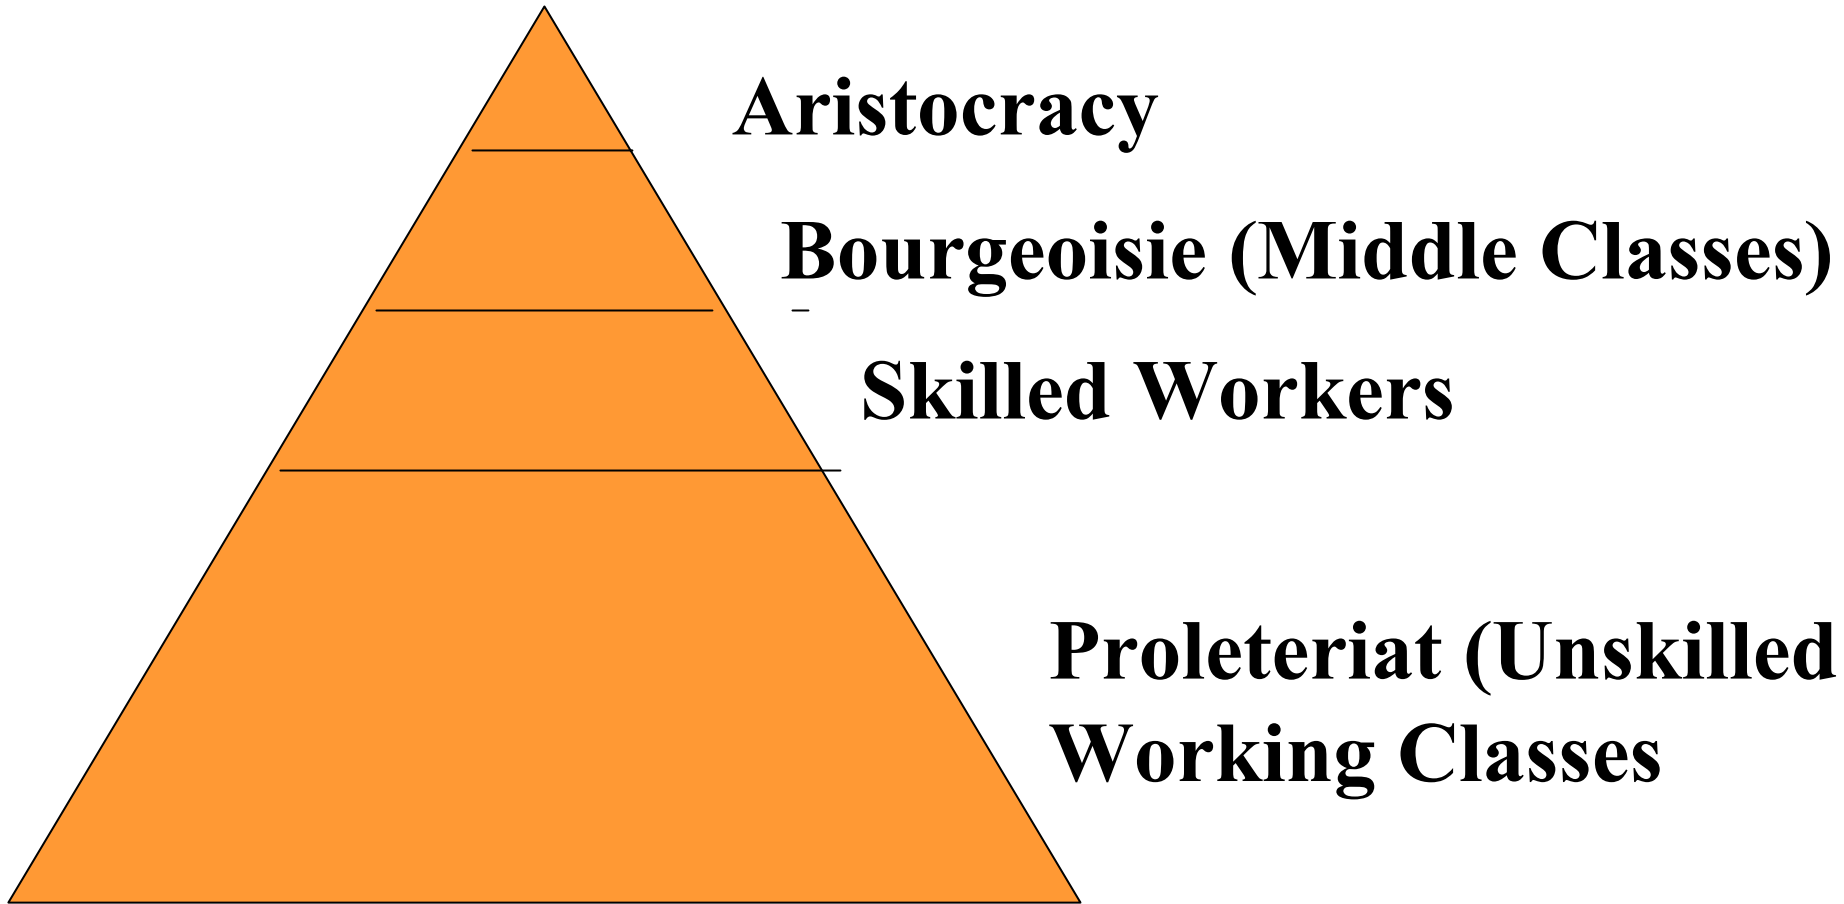 Aristocracy
Bourgeoisie (Middle Classes)
Skilled Workers
Proleteriat (Unskilled
Working Classes